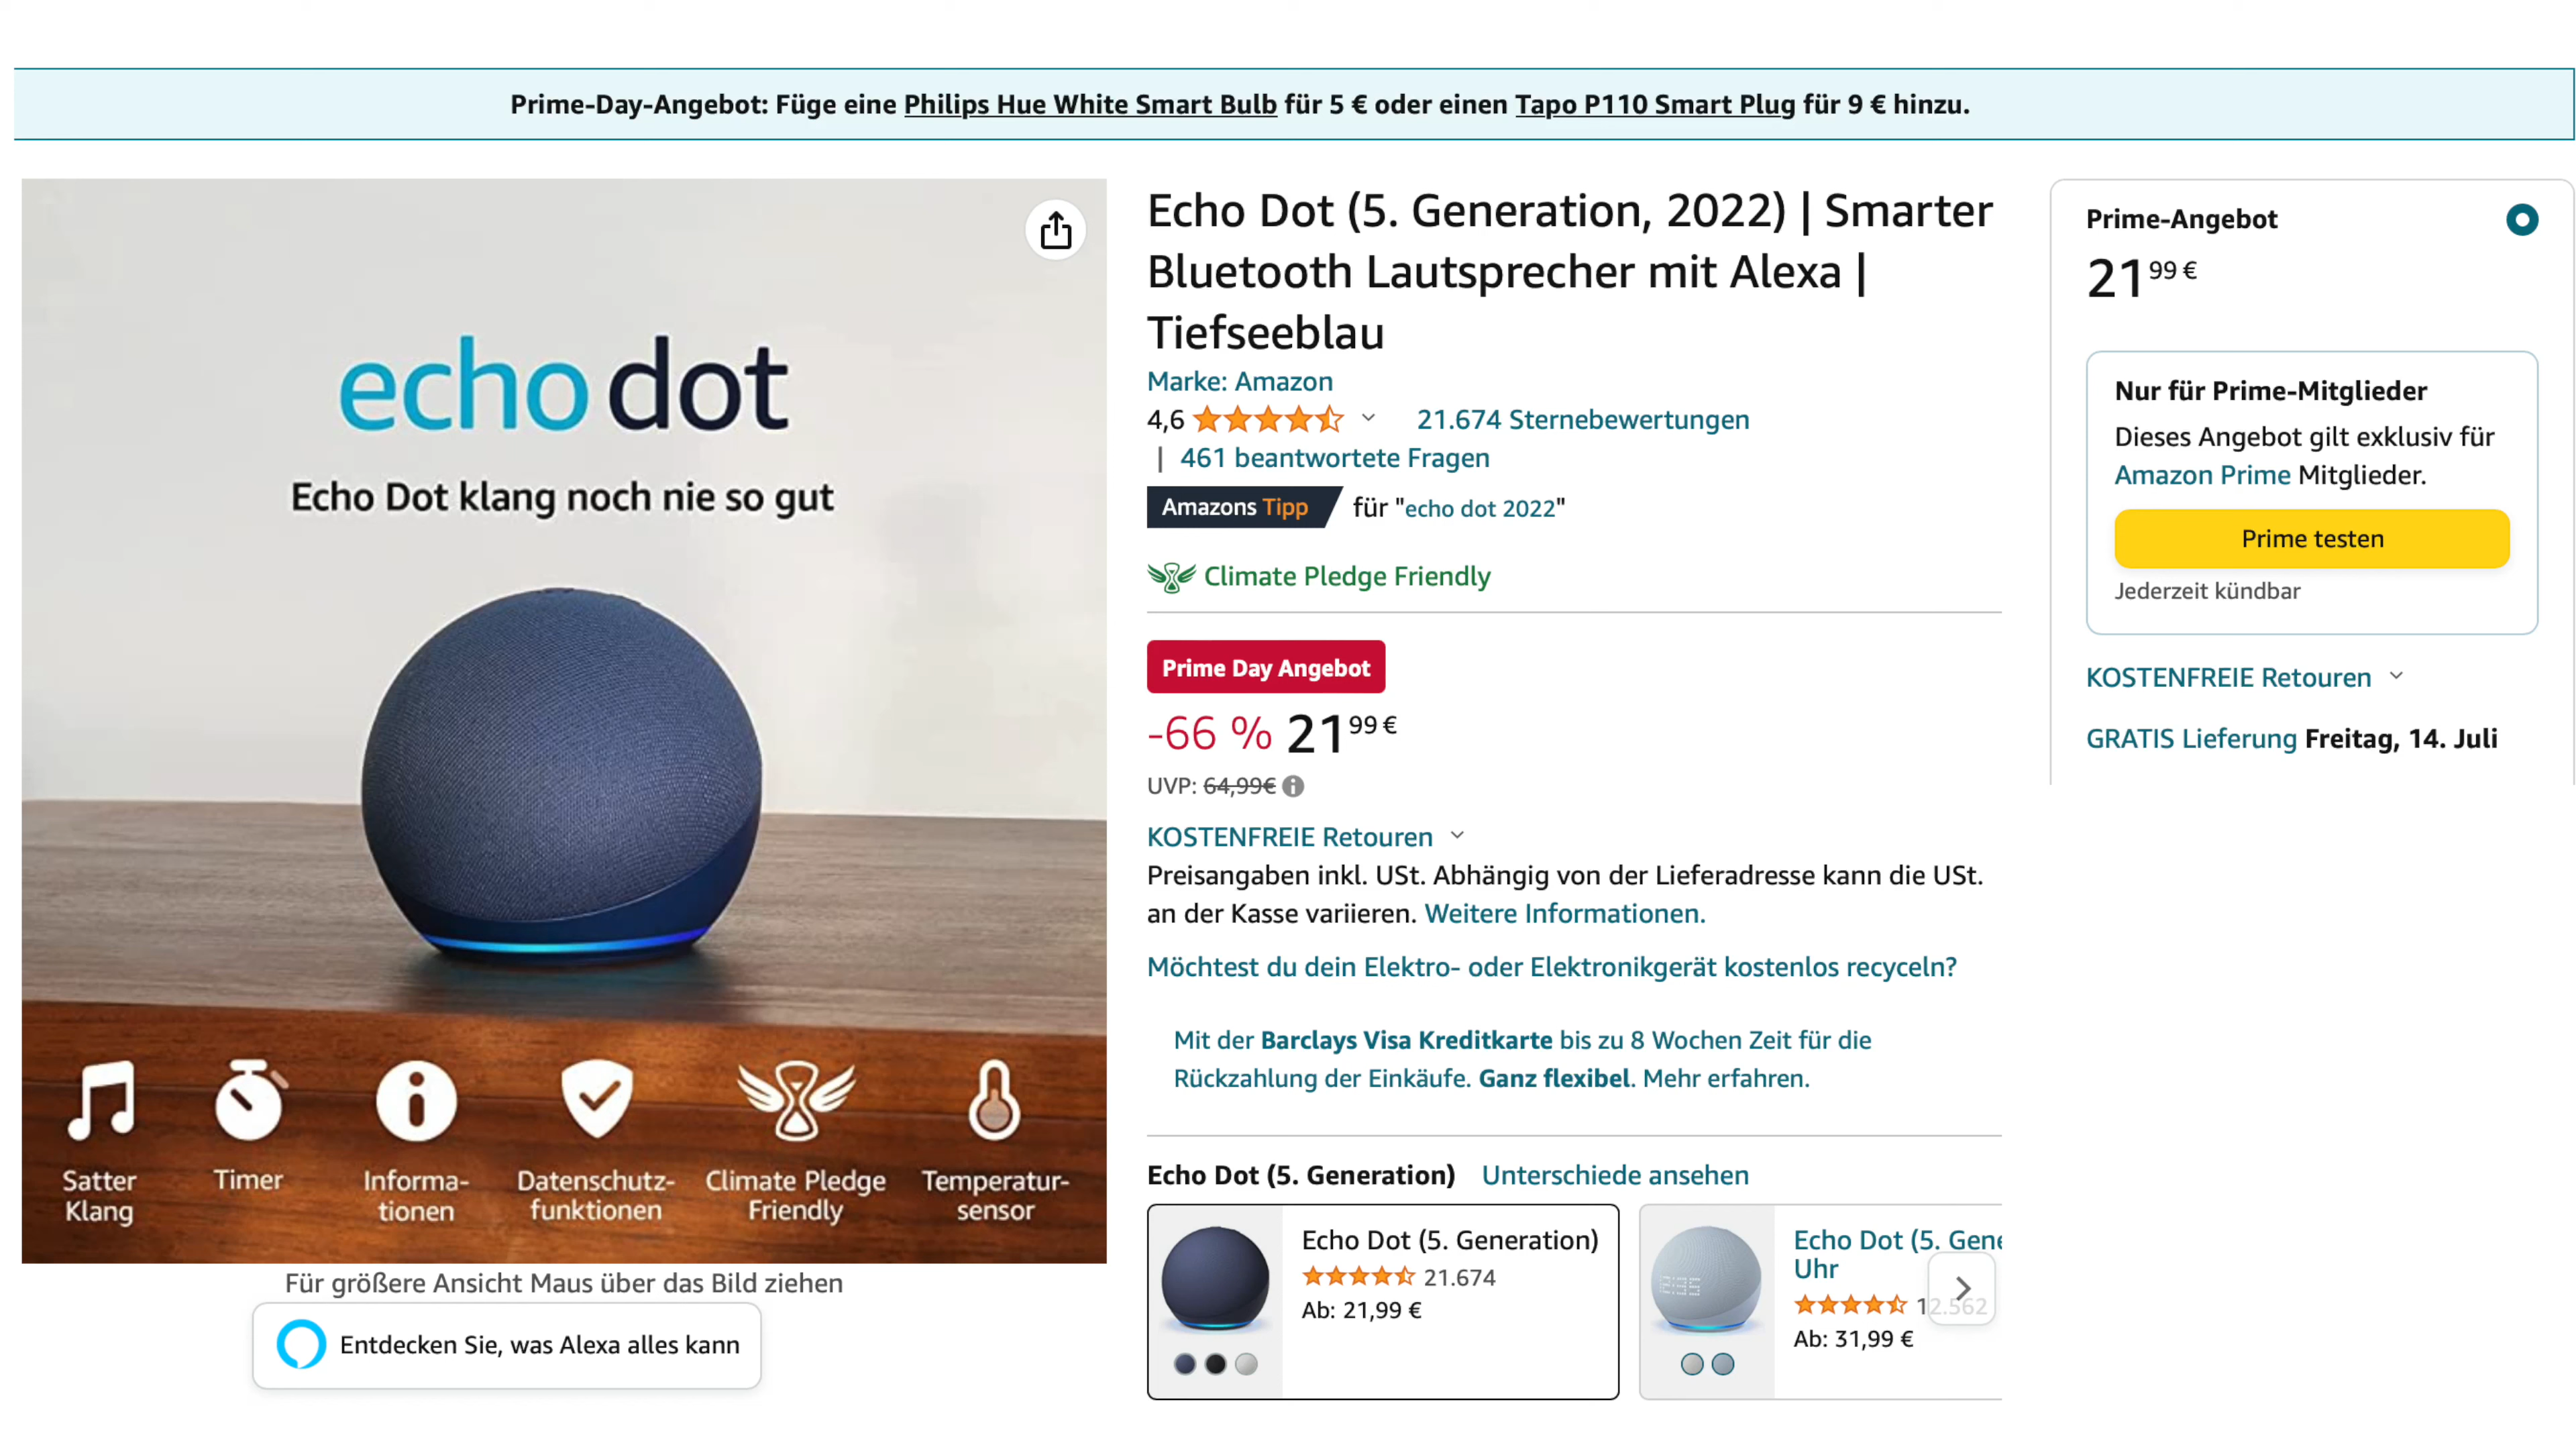 Prime-Day-Angebot: Füge eine Philips Hue White Smart Bulb für 5 € oder einen Tapo P110 Smart Plug für 9 € hinzu.
echo dot
Echo Dot klang noch nie so gut
Satter
Klang
Timer
Informa-
tionen
Datenschutz-
funktionen
Climate Pledge
Friendly
Temperatur-
sensor
Für größere Ansicht Maus über das Bild ziehen
Entdecken Sie, was Alexa alles kann
Echo Dot (5. Generation, 2022) | Smarter
Bluetooth Lautsprecher mit Alexa |
Tiefseeblau
Marke: Amazon
4,6 21.674 Sternebewertungen
| 461 beantwortete Fragen
Amazons Tipp für "echo dot 2022"
Climate Pledge Friendly
Prime Day Angebot
-66 % 21 99 €
UVP: 64,99€
KOSTENFREIE Retouren
Preisangaben inkl. USt. Abhängig von der Lieferadresse kann die USt.
an der Kasse variieren. Weitere Informationen.
Möchtest du dein Elektro- oder Elektronikgerät kostenlos recyceln?
Mit der Barclays Visa Kreditkarte bis zu 8 Wochen Zeit für die
Rückzahlung der Einkäufe. Ganz flexibel. Mehr erfahren.
Echo Dot (5. Generation) Unterschiede ansehen
Echo Dot (5. Generation)
21.674
Ab: 21,99 €
Echo Dot (5. Gene
Uhr
12.562
Ab: 31,99 €
2:35
Prime-Angebot
21 99 €
Nur für Prime-Mitglieder
Dieses Angebot gilt exklusiv für
Amazon Prime Mitglieder.
Prime testen
Jederzeit kündbar
KOSTENFREIE Retouren
GRATIS Lieferung Freitag, 14. Juli